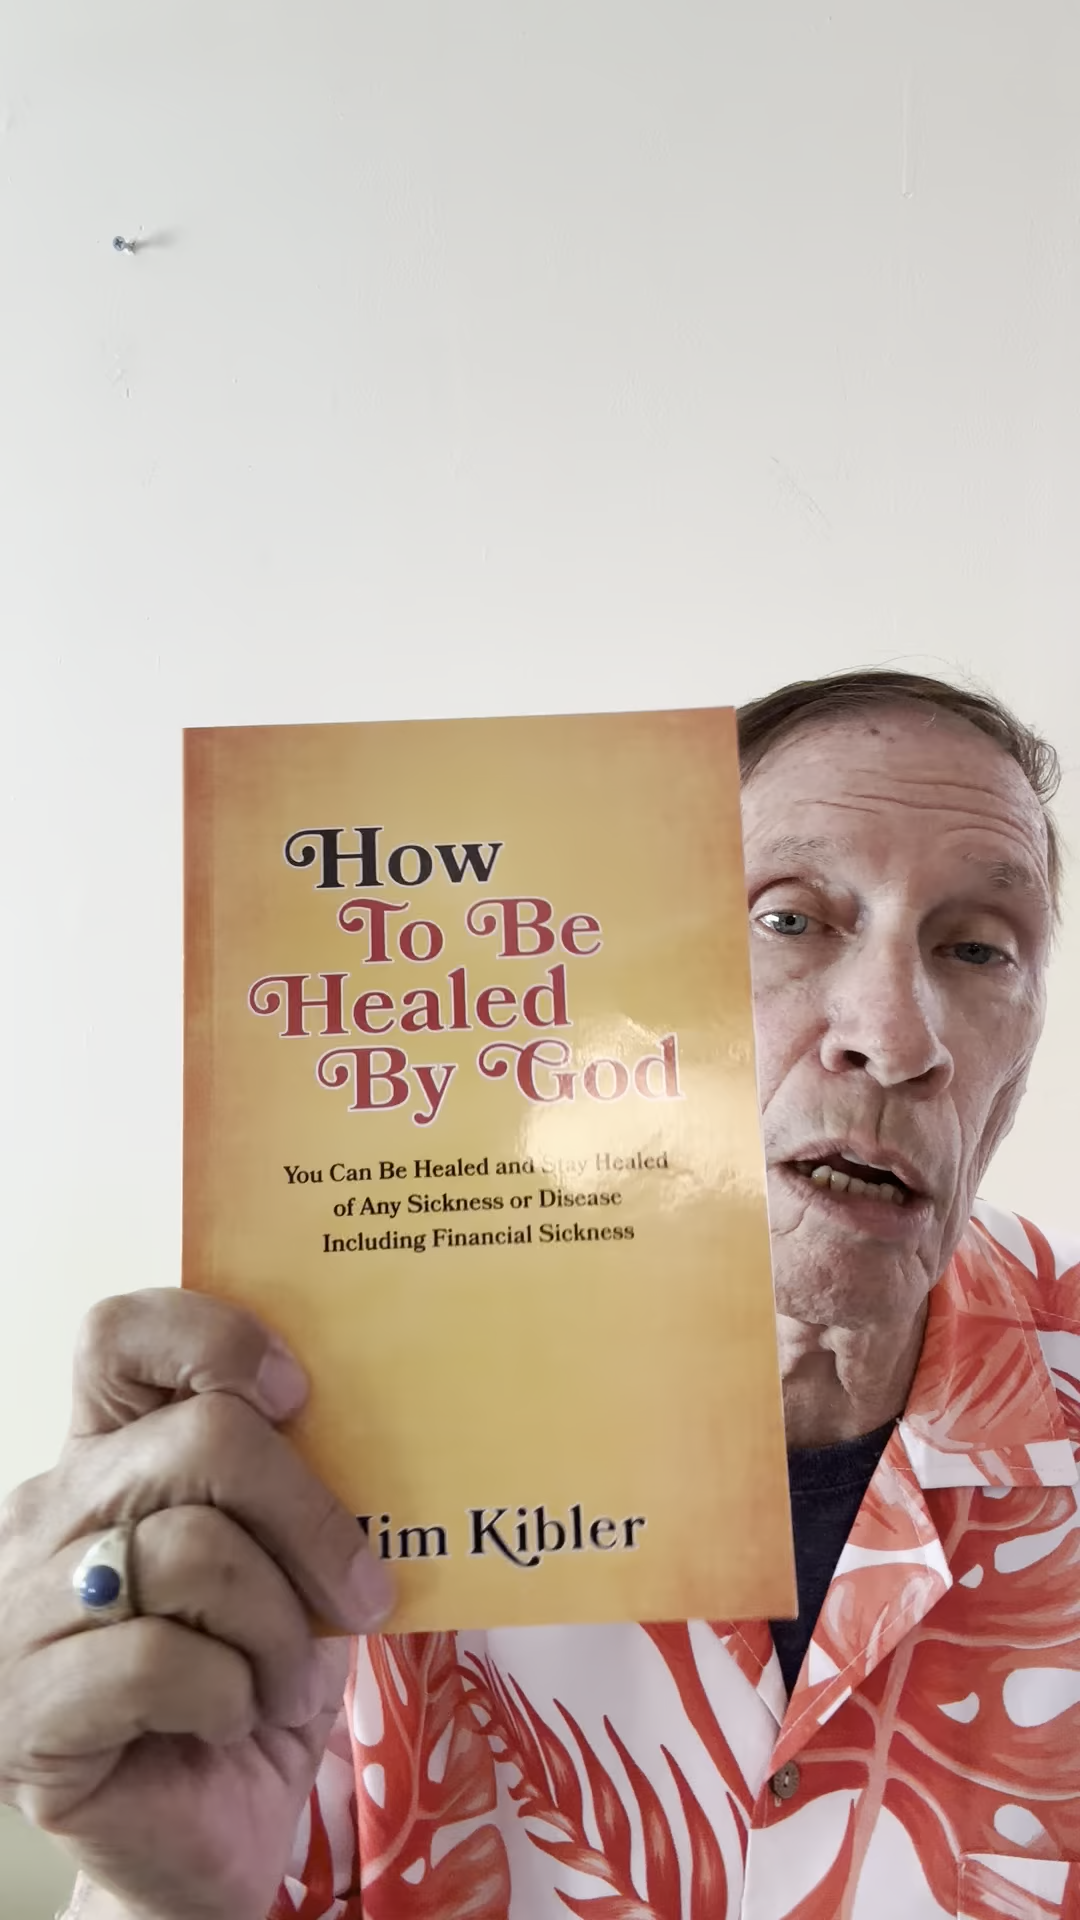 How
To Be
Healed
By God
You Can Be Healed and Stay Healed
of Any Sickness or Disease
Including Financial Sickness
Jim Kibler